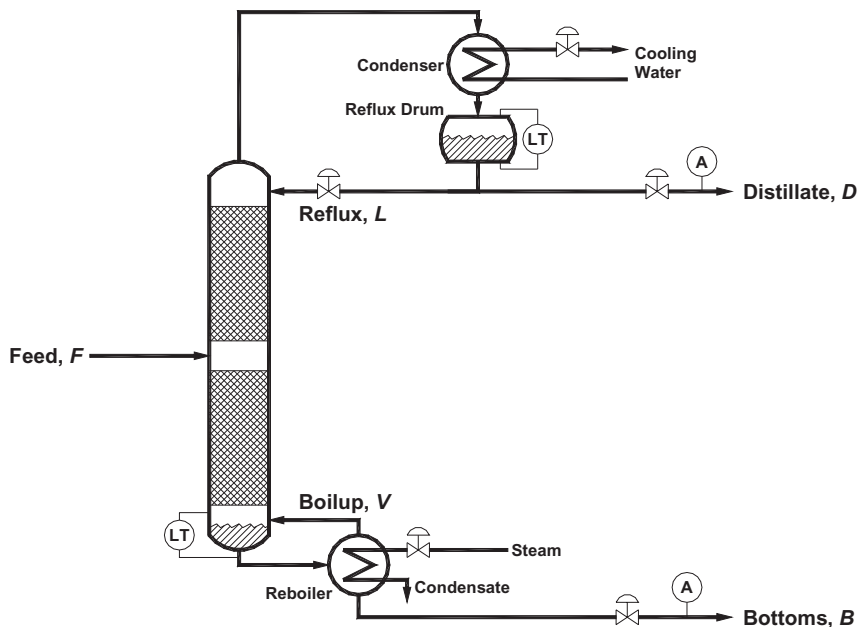 Condenser
Cooling
Water
Reflux Drum
LT
A
Reflux, L
Distillate, D
Feed, F
Boilup, V
LT
Steam
Reboiler
Condensate
A
Bottoms, B